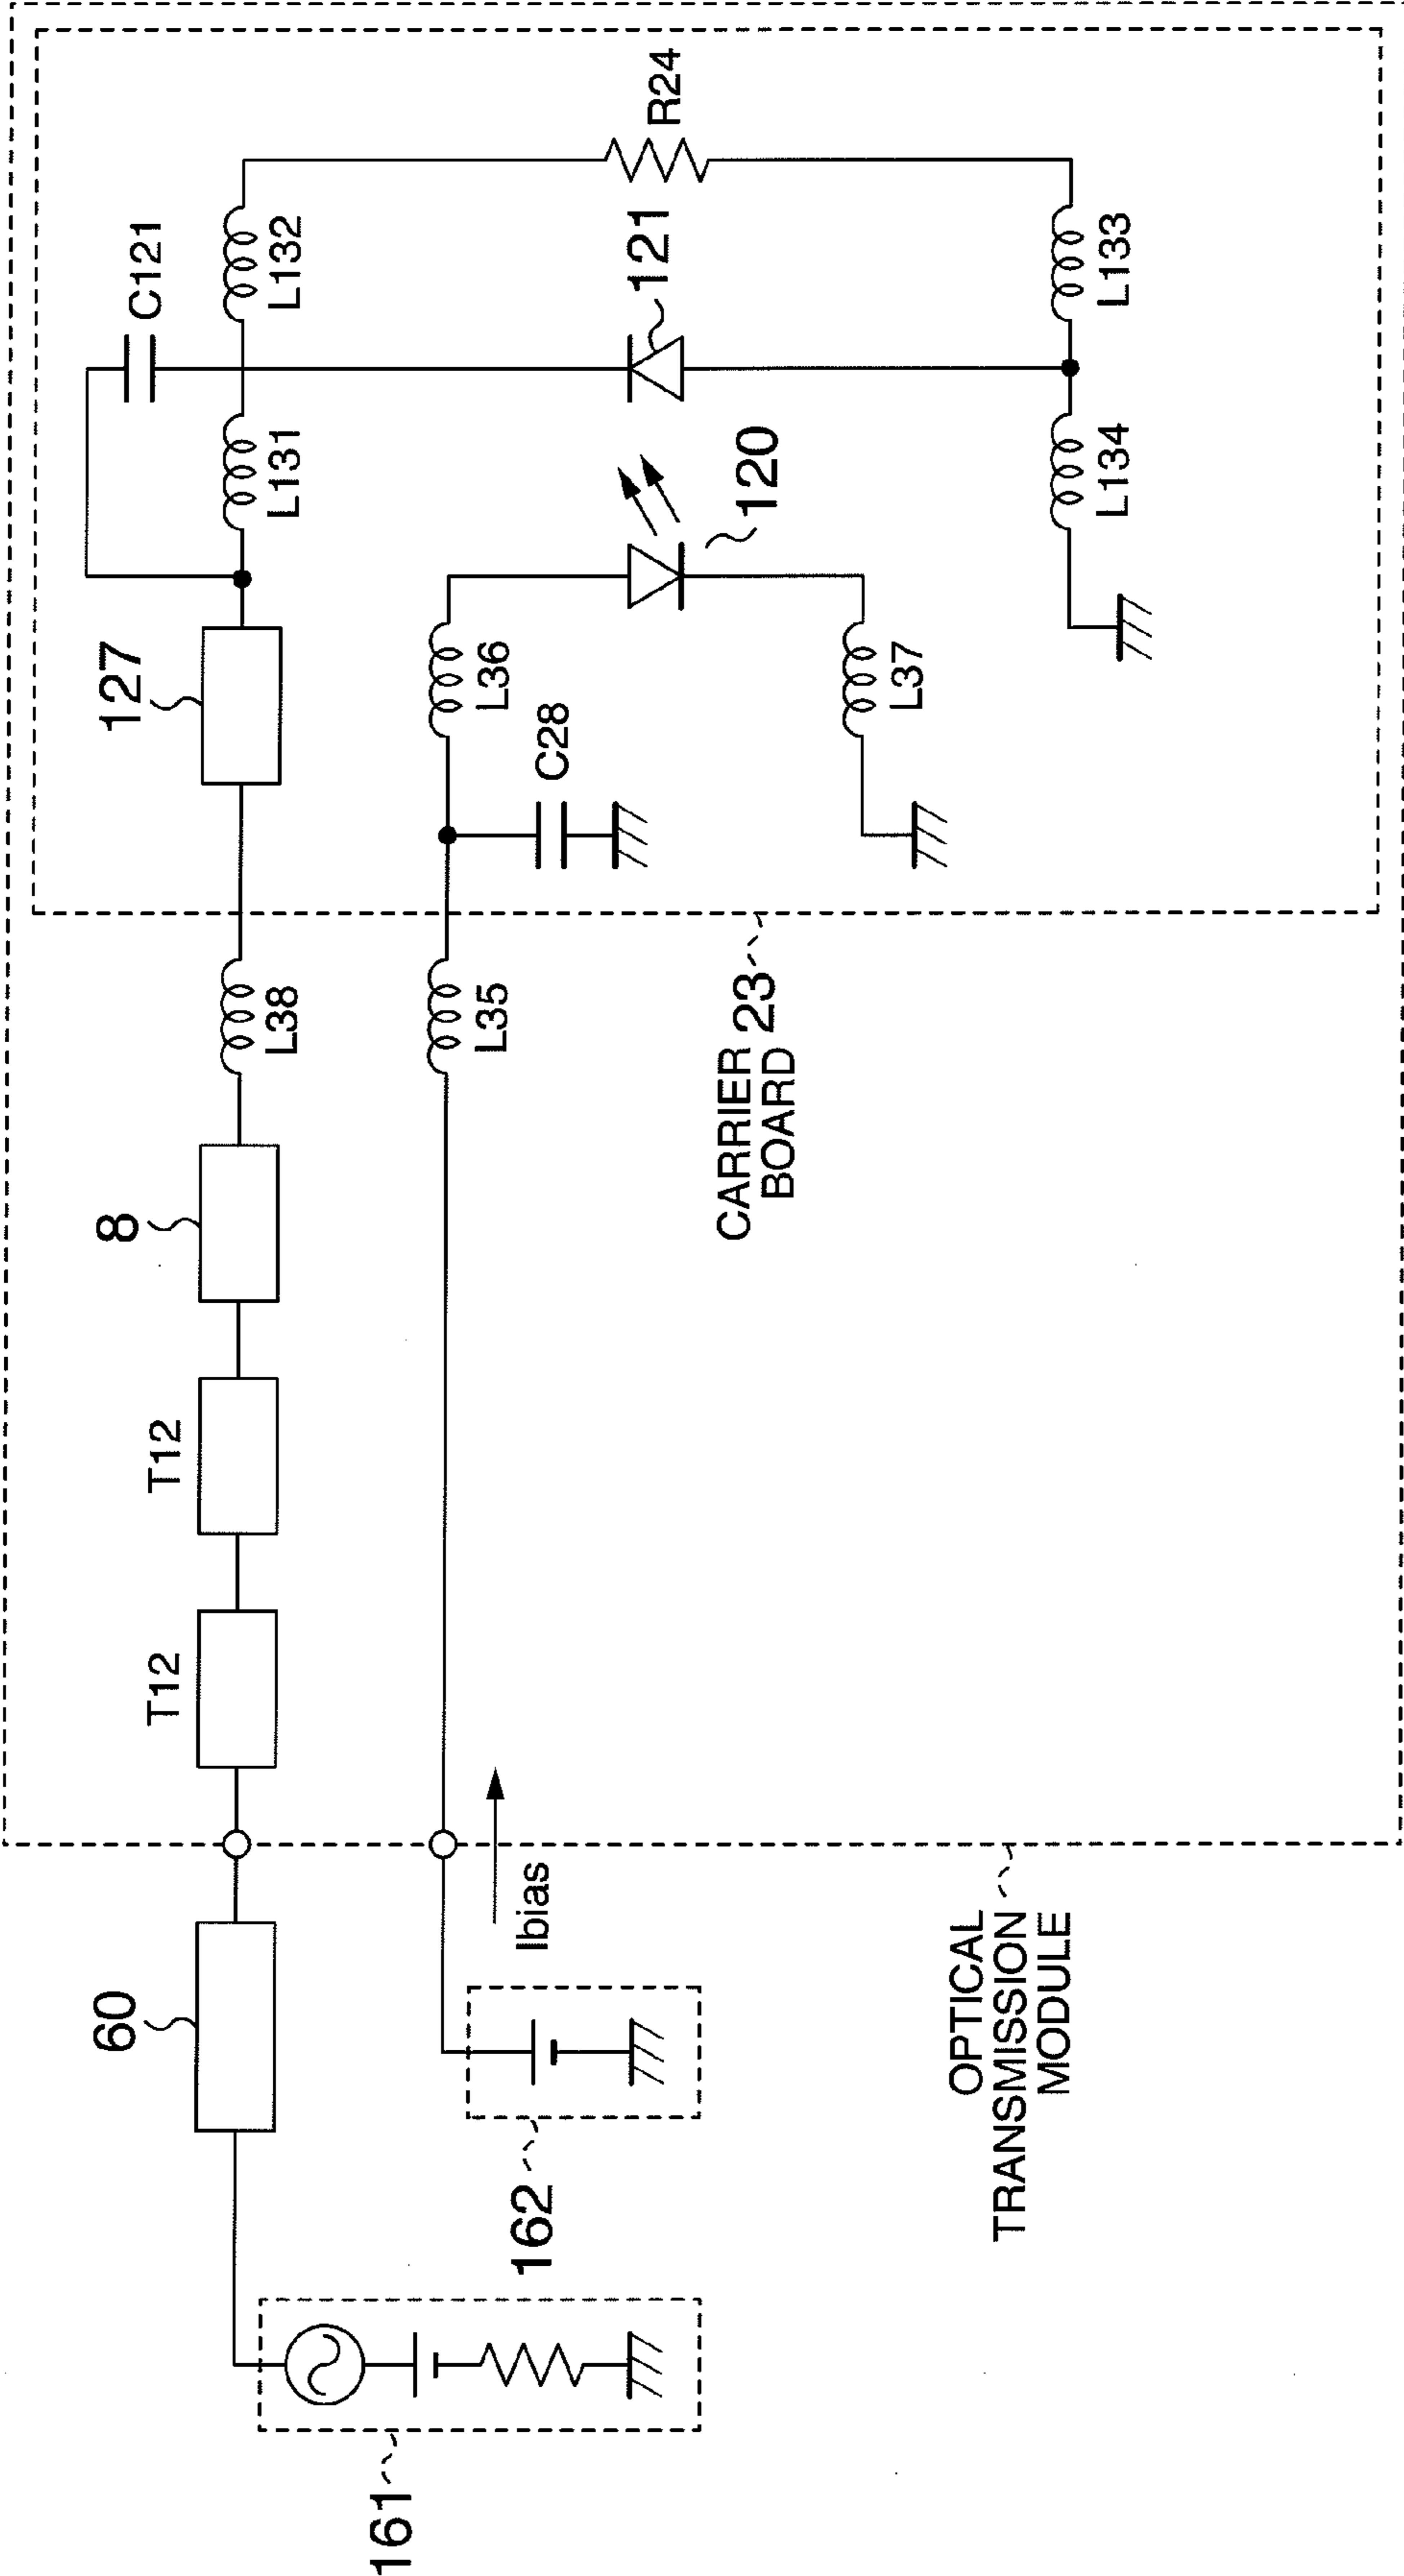 161
60
T12
T12
8
L38
127
C121
L131
L132
162
Ibias
L35
L36
C28
120
121
R24
L37
L134
L133
CARRIER
BOARD 23
OPTICAL
TRANSMISSION
MODULE